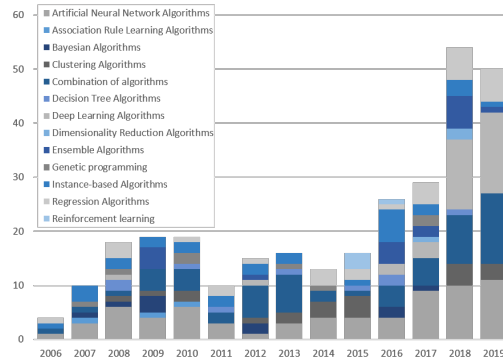 60
50
40
30
20
10
0
Artificial Neural Network Algorithms
Association Rule Learning Algorithms
Bayesian Algorithms
Clustering Algorithms
Combination of algorithms
Decision Tree Algorithms
Deep Learning Algorithms
Dimensionality Reduction Algorithms
Ensemble Algorithms
Genetic programming
Instance-based Algorithms
Regression Algorithms
Reinforcement learning
2006 2007 2008 2009 2010 2011 2012 2013 2014 2015 2016 2017 2018 2019